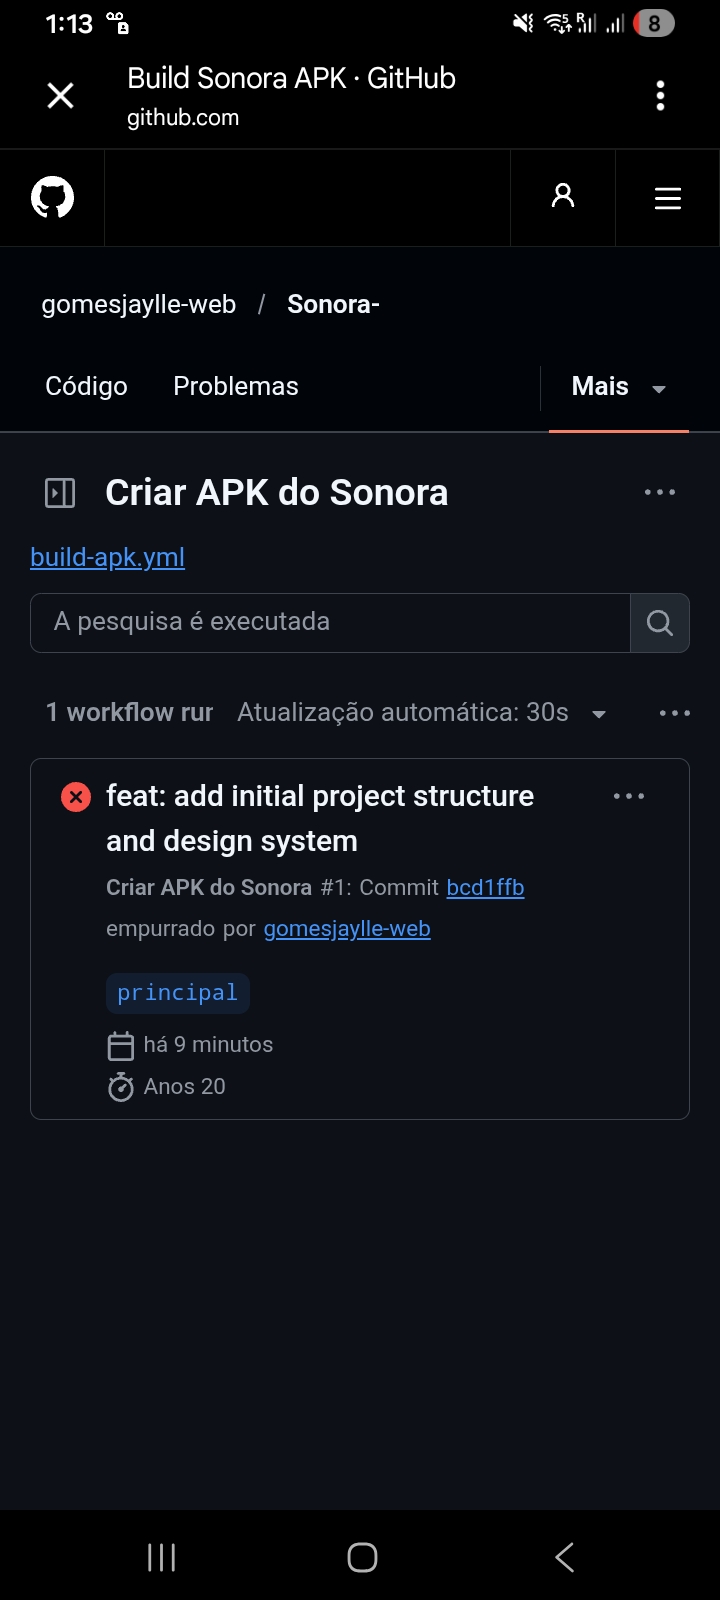 1:13
R
5
8
Build Sonora APK · GitHub
github.com
gomesjaylle-web / Sonora-
Código Problemas Mais
Criar APK do Sonora
build-apk.yml
A pesquisa é executada
1 workflow rur Atualização automática: 30s
feat: add initial project structure
and design system
Criar APK do Sonora #1: Commit bcd1ffb
empurrado por gomesjaylle-web
principal
há 9 minutos
Anos 20